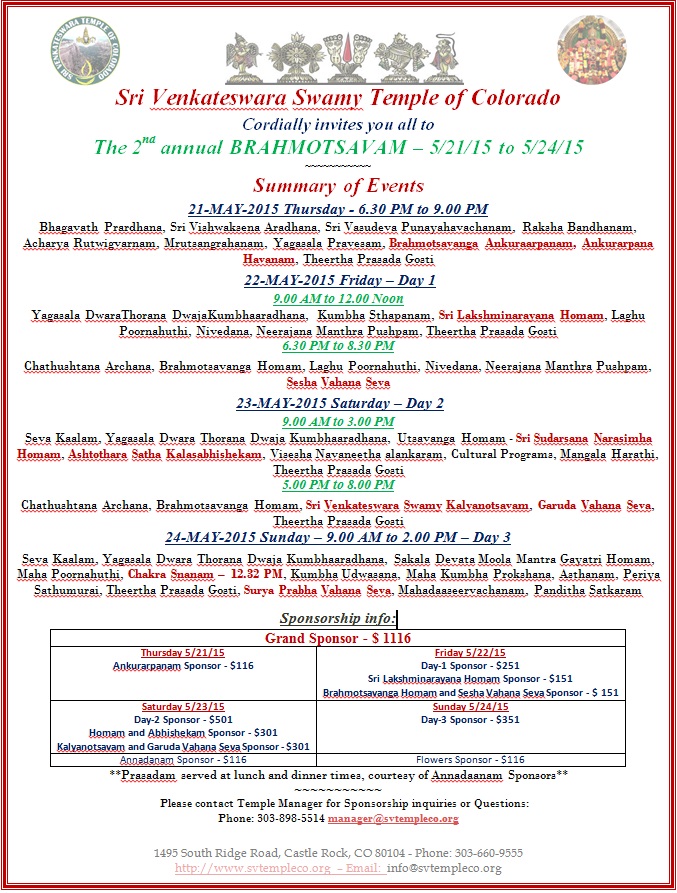 SRI VENKATESWARA TEMPLE OF COLORADO
Sri Venkateswara Swamy Temple of Colorado
Cordially invites you all to
The 2nd annual BRAHMOTSAVAM – 5/21/15 to 5/24/15
~~~~~~~~~~~
Summary of Events
21-MAY-2015 Thursday - 6.30 PM to 9.00 PM
Bhagavath Prardhana, Sri Vishwaksena Aradhana, Sri Vasudeva Punayahavachanam, Raksha Bandhanam,
Acharya Rutwigvarnam, Mrutsangrahanam, Yagasala Pravesam, Brahmotsavanga Ankuraarpanam, Ankurarpana
Havanam, Theertha Prasada Gosti
22-MAY-2015 Friday – Day 1
9.00 AM to 12.00 Noon
Yagasala DwaraThorana DwajaKumbhaaradhana, Kumbha Sthapanam, Sri Lakshminarayana Homam, Laghu
Poornahuthi, Nivedana, Neerajana Manthra Pushpam, Theertha Prasada Gosti
6.30 PM to 8.30 PM
Chathushtana Archana, Brahmotsavanga Homam, Laghu Poornahuthi, Nivedana, Neerajana Manthra Pushpam,
Sesha Vahana Seva
23-MAY-2015 Saturday – Day 2
9.00 AM to 3.00 PM
Seva Kaalam, Yagasala Dwara Thorana Dwaja Kumbhaaradhana, Utsavanga Homam - Sri Sudarsana Narasimha
Homam, Ashtothara Satha Kalasabhishekam, Visesha Navaneetha alankaram, Cultural Programs, Mangala Harathi,
Theertha Prasada Gosti
5.00 PM to 8.00 PM
Chathushtana Archana, Brahmotsavanga Homam, Sri Venkateswara Swamy Kalyanotsavam, Garuda Vahana Seva,
Theertha Prasada Gosti
24-MAY-2015 Sunday – 9.00 AM to 2.00 PM – Day 3
Seva Kaalam, Yagasala Dwara Thorana Dwaja Kumbhaaradhana, Sakala Devata Moola Mantra Gayatri Homam,
Maha Poornahuthi, Chakra Snanam – 12.32 PM, Kumbha Udwasana, Maha Kumbha Prokshana, Asthanam, Periya
Sathumurai, Theertha Prasada Gosti, Surya Prabha Vahana Seva, Mahadaaseervachanam, Panditha Satkaram
Sponsorship info:
Grand Sponsor - $ 1116
Thursday 5/21/15
Ankurarpanam Sponsor - $116
Friday 5/22/15
Day-1 Sponsor - $251
Sri Lakshminarayana Homam Sponsor - $151
Brahmotsavanga Homam and Sesha Vahana Seva Sponsor - $ 151
Saturday 5/23/15
Day-2 Sponsor - $501
Homam and Abhishekam Sponsor - $301
Kalyanotsavam and Garuda Vahana Seva Sponsor - $301
Sunday 5/24/15
Day-3 Sponsor - $351
Annadanam Sponsor - $116
Flowers Sponsor - $116
**Prasadam served at lunch and dinner times, courtesy of Annadaanam Sponsors**
~~~~~~~~~~~
Please contact Temple Manager for Sponsorship inquiries or Questions:
Phone: 303-898-5514 manager@svtempleco.org
1495 South Ridge Road, Castle Rock, CO 80104 - Phone: 303-660-9555
http://www.svtempleco.org - Email: info@svtempleco.org